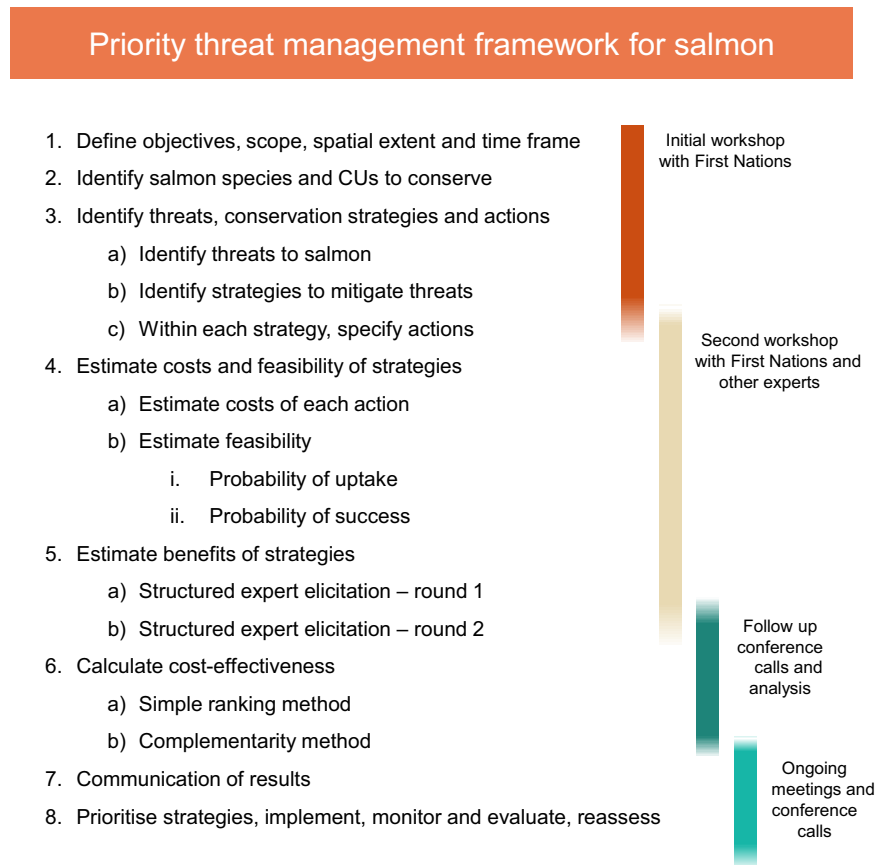 Priority threat management framework for salmon
1. Define objectives, scope, spatial extent and time frame
2. Identify salmon species and CUs to conserve
3. Identify threats, conservation strategies and actions
a) Identify threats to salmon
b) Identify strategies to mitigate threats
c) Within each strategy, specify actions
4. Estimate costs and feasibility of strategies
a) Estimate costs of each action
b) Estimate feasibility
i. Probability of uptake
ii. Probability of success
5. Estimate benefits of strategies
a) Structured expert elicitation – round 1
b) Structured expert elicitation – round 2
6. Calculate cost-effectiveness
a) Simple ranking method
b) Complementarity method
7. Communication of results
8. Prioritise strategies, implement, monitor and evaluate, reassess
Initial workshop
with First Nations
Second workshop
with First Nations and
other experts
Follow up
conference
calls and
analysis
Ongoing
meetings and
conference
calls